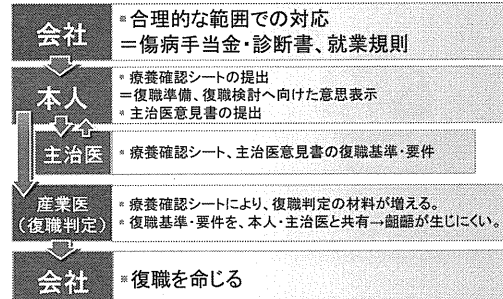 会社
※合理的な範囲での対応
＝傷病手当金・診断書、就業規則
本人
※療養確認シートの提出
＝復職準備、復職検討へ向けた意思表示
※主治医意見書の提出
主治医
※療養確認シート、主治医意見書の復職基準・要件
産業医
(復職判定)
※療養確認シートにより、復職判定の材料が増える。
※復職基準・要件を、本人・主治医と共有→齟齬が生じにくい。
会社
※復職を命じる